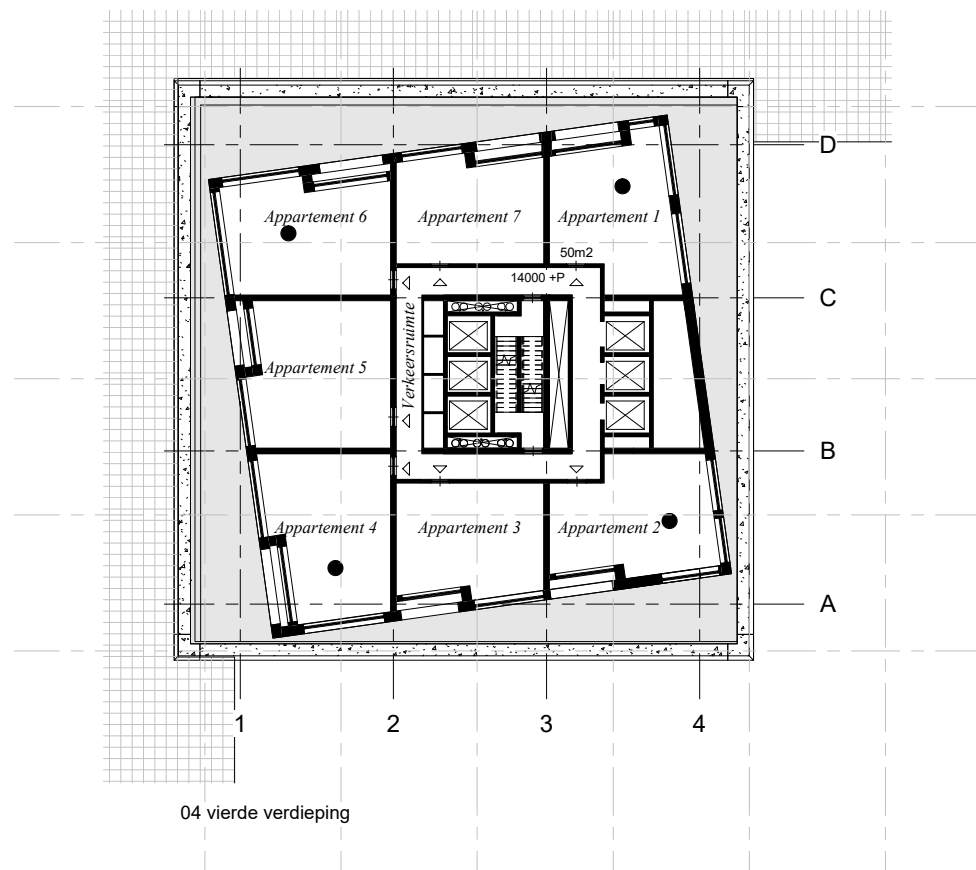 D
Appartement 6
Appartement 7
Appartement 1
50m2
14000 +P
C
Verkeersruimte
Appartement 5
B
Appartement 4
Appartement 3
Appartement 2
A
1
2
3
4
04 vierde verdieping